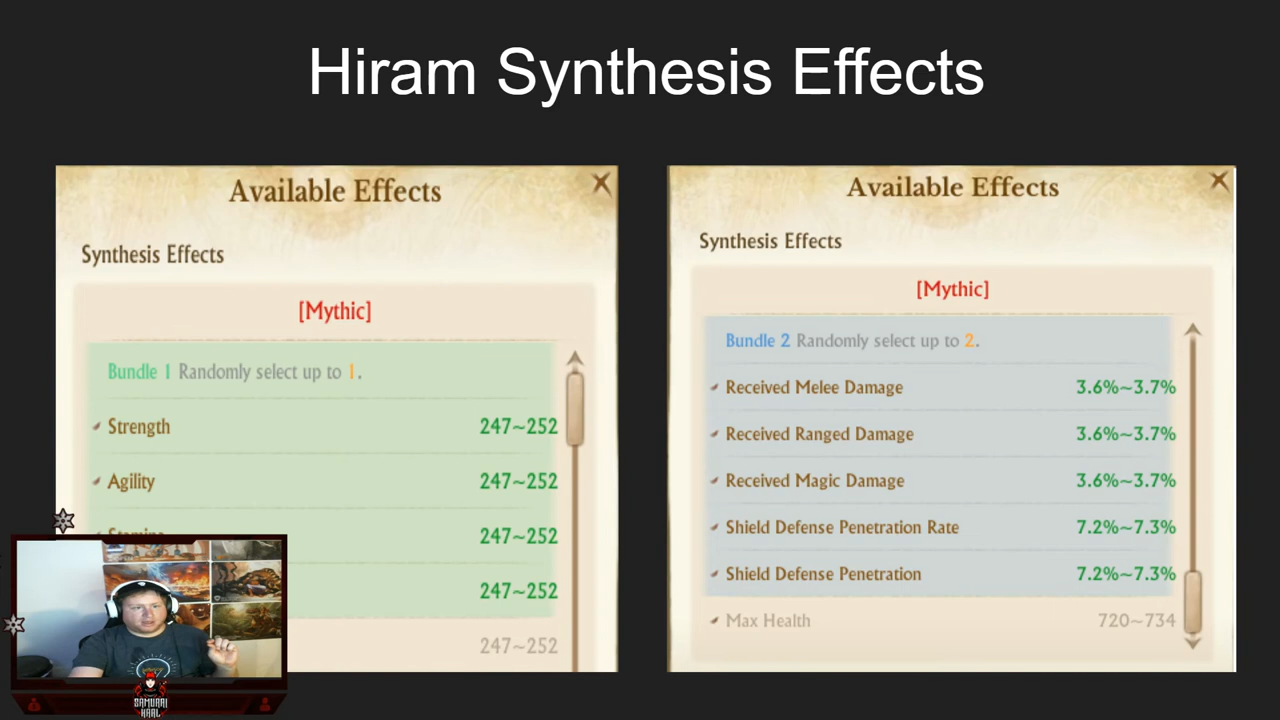 Hiram Synthesis Effects
Available Effects
Synthesis Effects
[Mythic]
Bundle 1 Randomly select up to 1.
Strength 247~252
Agility 247~252
Stamina 247~252
247~252
247~252
Available Effects
Synthesis Effects
[Mythic]
Bundle 2 Randomly select up to 2.
Received Melee Damage 3.6%~3.7%
Received Ranged Damage 3.6%~3.7%
Received Magic Damage 3.6%~3.7%
Shield Defense Penetration Rate 7.2%~7.3%
Shield Defense Penetration 7.2%~7.3%
Max Health 720~734
SAMURAI
KARL